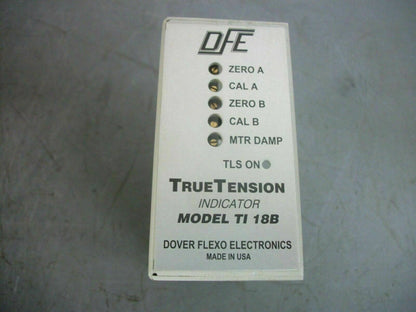 DFE
ZERO A
CAL A
ZERO B
CAL B
MTR DAMP
TLS ON
TRUETENSION
INDICATOR
MODEL TI 18B
DOVER FLEXO ELECTRONICS
MADE IN USA